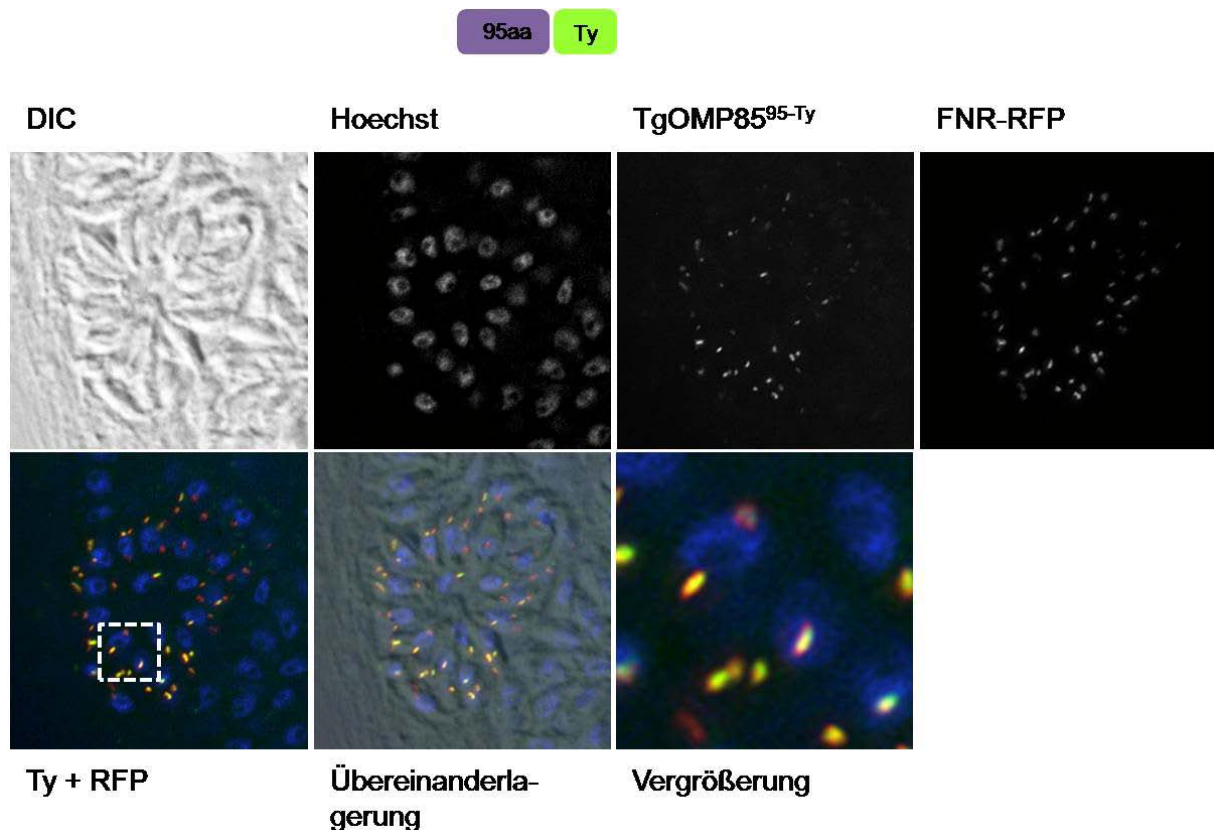 95aa Ty
DIC Hoechst TgOMP85⁹⁵⁻ᵀʸ FNR-RFP
Ty + RFP Übereinanderla- Vergrößerung
gerung